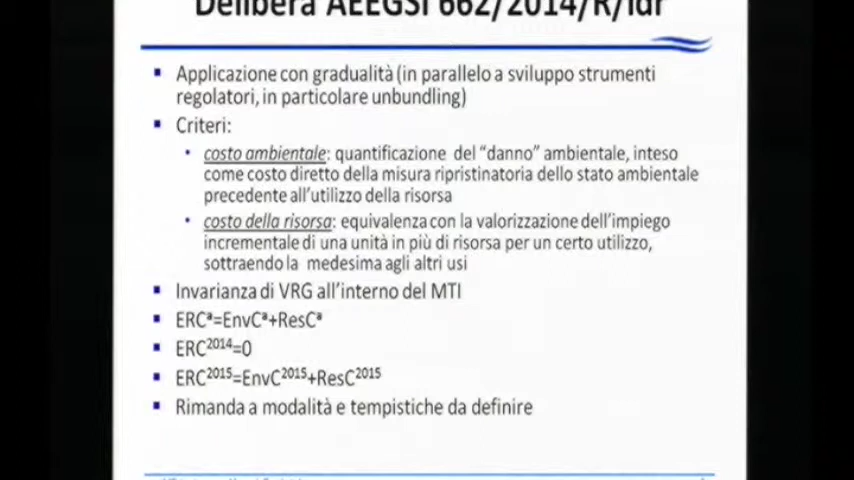 Delibera AEEGSI 662/2014/R/idr
Applicazione con gradualità (in parallelo a sviluppo strumenti
regolatori, in particolare unbundling)
Criteri:
costo ambientale: quantificazione del “danno” ambientale, inteso
come costo diretto della misura ripristinatoria dello stato ambientale
precedente all’utilizzo della risorsa
costo della risorsa: equivalenza con la valorizzazione dell’impiego
incrementale di una unità in più di risorsa per un certo utilizzo,
sottraendo la medesima agli altri usi
Invarianza di VRG all’interno del MTI
ERCᵃ=EnvCᵃ+ResCᵃ
ERC²⁰¹⁴=0
ERC²⁰¹⁵=EnvC²⁰¹⁵+ResC²⁰¹⁵
Rimanda a modalità e tempistiche da definire